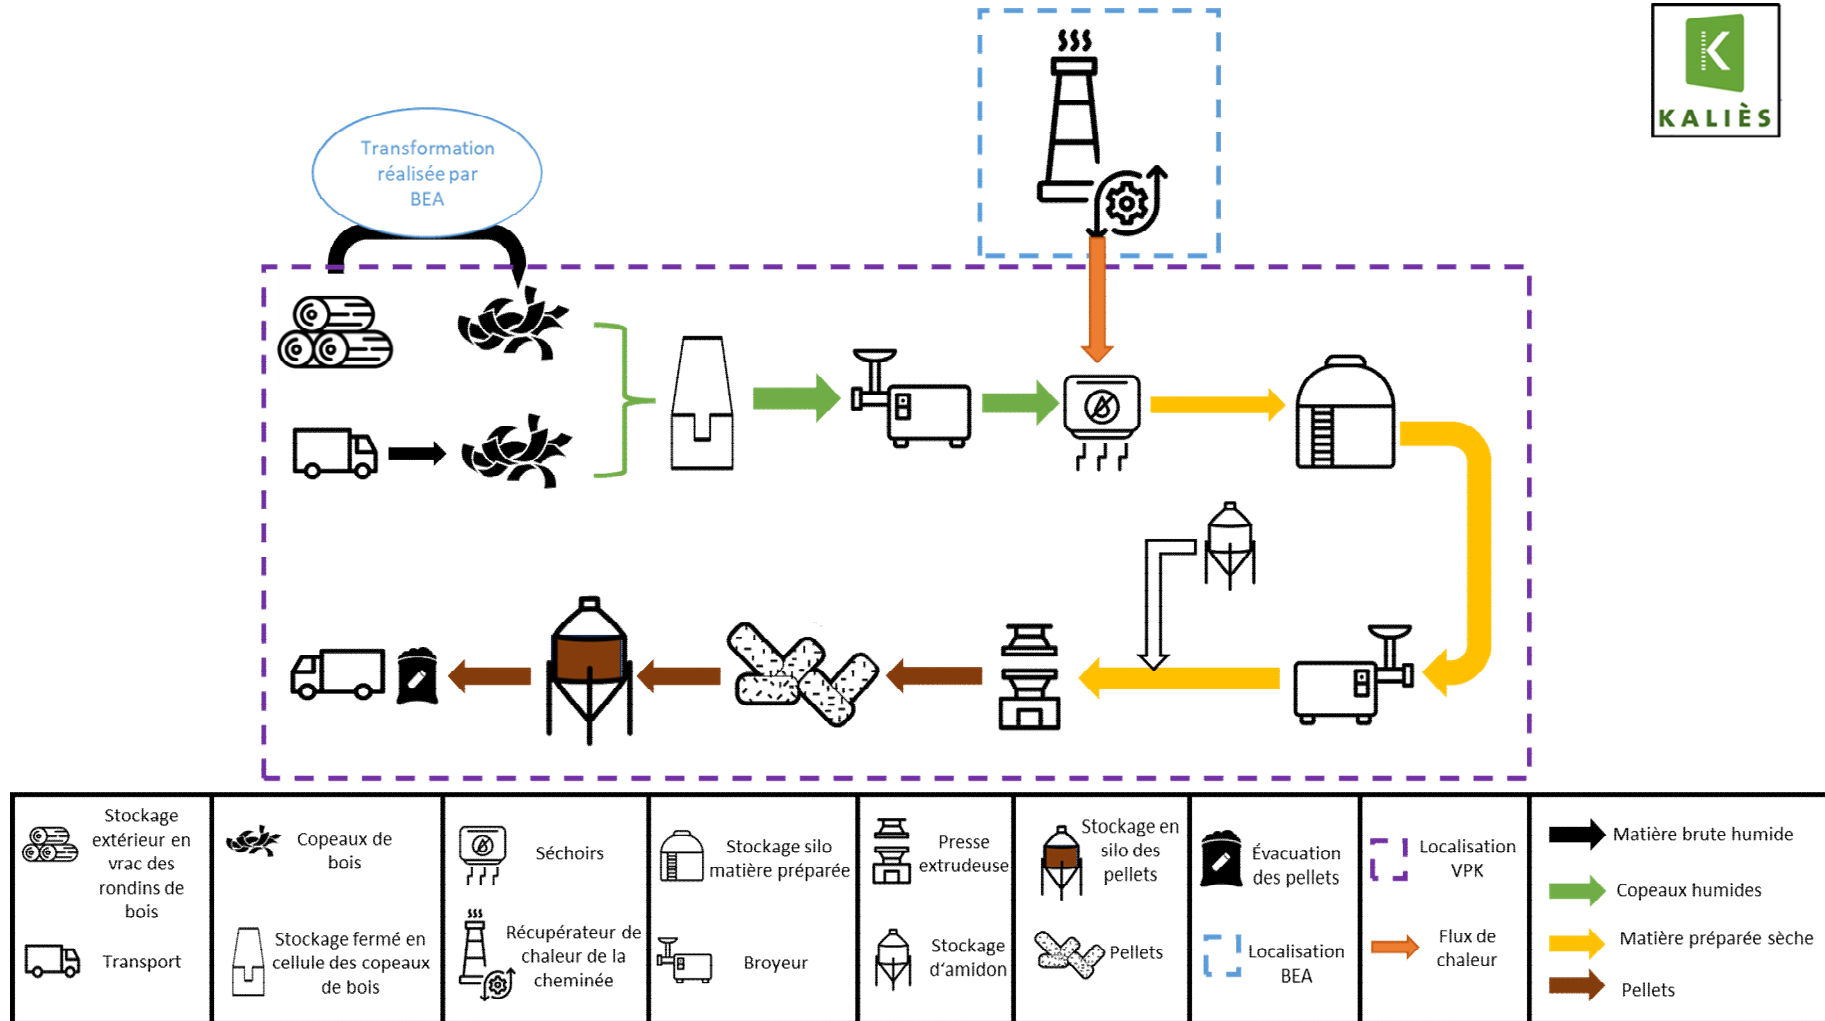 K
KALIÈS
Transformation
réalisée par
BEA
Stockage
extérieur en
vrac des
rondins de
bois
Transport
Copeaux de
bois
Stockage fermé en
cellule des copeaux
de bois
Séchoirs
Récupérateur de
chaleur de la
cheminée
Stockage silo
matière préparée
Broyeur
Presse
extrudeuse
Stockage
d'amidon
Stockage en
silo des
pellets
Pellets
Évacuation
des pellets
Localisation
BEA
Localisation
VPK
Flux de
chaleur
Matière brute humide
Copeaux humides
Matière préparée sèche
Pellets